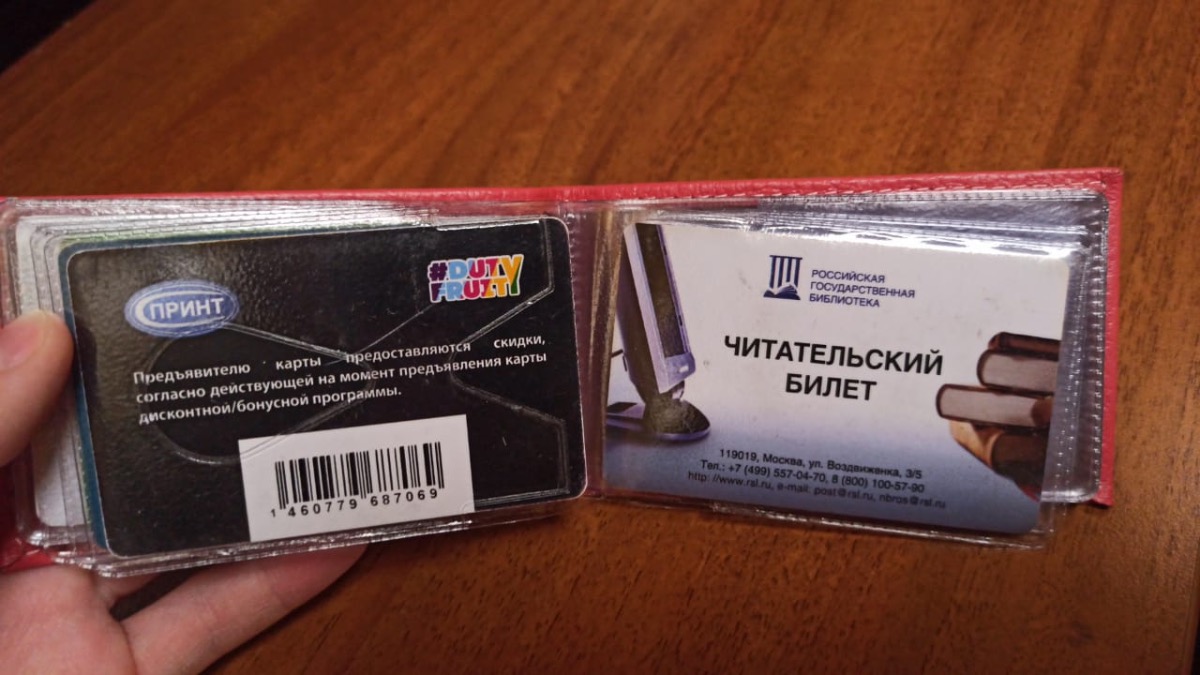 ПРИНТ
#DUTY
FRUITY
Предъявителю карты предоставляются скидки,
согласно действующей на момент предъявления карты
дисконтной/бонусной программы.
1 460779 687069
РОССИЙСКАЯ
ГОСУДАРСТВЕННАЯ
БИБЛИОТЕКА
ЧИТАТЕЛЬСКИЙ
БИЛЕТ
119019, Москва, ул. Воздвиженка, 3/5
Тел.: +7 (499) 557-04-70, 8 (800) 100-57-90
http: //www.rsl.ru, e-mail: post@rsl.ru, nbros@rsl.ru